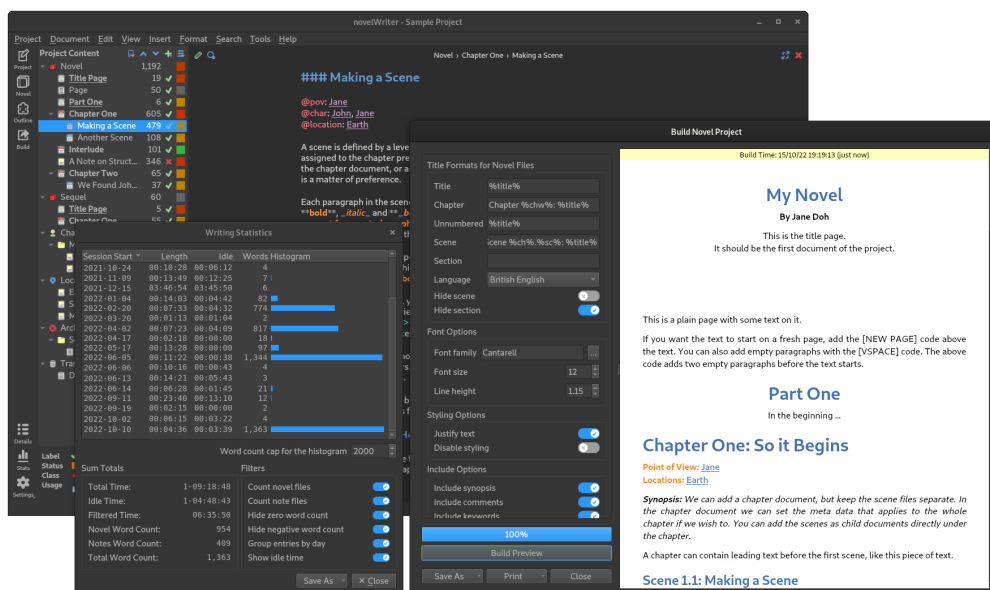 novelWriter - Sample Project
Project Document Edit View Insert Format Search Tools Help
Project
Novel
Outline
Build
Details
Stats
Settings
Project Content
Novel 1,192
Title Page 19
Page 50
Part One 6
Chapter One 605
Making a Scene 479
Another Scene 108
Interlude 101
A Note on Struct... 346
Chapter Two 65
We Found Joh... 37
Sequel 60
Title Page 5
Chapter One 55
Label
Status
Class
Usage
Novel › Chapter One › Making a Scene
### Making a Scene
@pov: Jane
@char: John, Jane
@location: Earth
A scene is defined by a leve
assigned to the chapter pre
the chapter document, or a
is a matter of preference.
Each paragraph in the scen
**bold**, _italic_ and **_b
Writing Statistics
Session Start Length Idle Words Histogram
2021-10-24 00:10:28 00:06:12 4
2021-11-09 00:13:49 00:12:25 7
2021-12-15 03:46:54 03:45:50 6
2022-01-04 00:14:03 00:04:42 82
2022-02-20 00:07:33 00:04:32 774
2022-03-20 00:01:13 00:01:04 2
2022-04-02 00:07:23 00:04:09 817
2022-04-18 00:02:15 00:00:00 18
2022-05-17 00:13:28 00:00:00 97
2022-06-05 00:11:22 00:00:38 1,344
2022-06-06 00:10:16 00:00:43 4
2022-06-13 00:14:21 00:05:43 3
2022-06-14 00:06:28 00:01:45 21
2022-09-11 00:23:40 00:13:10 12
2022-09-19 00:02:15 00:00:00 2
2022-10-02 00:06:15 00:03:22 4
2022-10-10 00:04:36 00:03:39 1,363
Word count cap for the histogram 2000
Sum Totals
Total Time: 1-09:18:48
Idle Time: 1-04:48:43
Filtered Time: 06:35:50
Novel Word Count: 954
Notes Word Count: 409
Total Word Count: 1,363
Filters
Count novel files
Count note files
Hide zero word count
Hide negative word count
Group entries by day
Show idle time
Save As
Close
Build Novel Project
Title Formats for Novel Files
Title %title%
Chapter Chapter %chw%: %title%
Unnumbered %title%
Scene Scene %ch%.%sc%: %title%
Section
Language British English
Hide scene
Hide section
Font Options
Font family Cantarell ...
Font size 12
Line height 1.15
Styling Options
Justify text
Disable styling
Include Options
Include synopsis
Include comments
Include keywords
100%
Build Preview
Save As
Print
Close
Build Time: 15/10/22 19:19:13 (just now)
My Novel
By Jane Doh
This is the title page.
It should be the first document of the project.
This is a plain page with some text on it.
If you want the text to start on a fresh page, add the [NEW PAGE] code above
the text. You can also add empty paragraphs with the [VSPACE] code. The above
code adds two empty paragraphs before the text starts.
Part One
In the beginning ...
Chapter One: So it Begins
Point of View: Jane
Locations: Earth
Synopsis: We can add a chapter document, but keep the scene files separate. In
the chapter document we can set the meta data that applies to the whole
chapter if we wish to. You can add the scenes as child documents directly under
the chapter.
A chapter can contain leading text before the first scene, like this piece of text.
Scene 1.1: Making a Scene